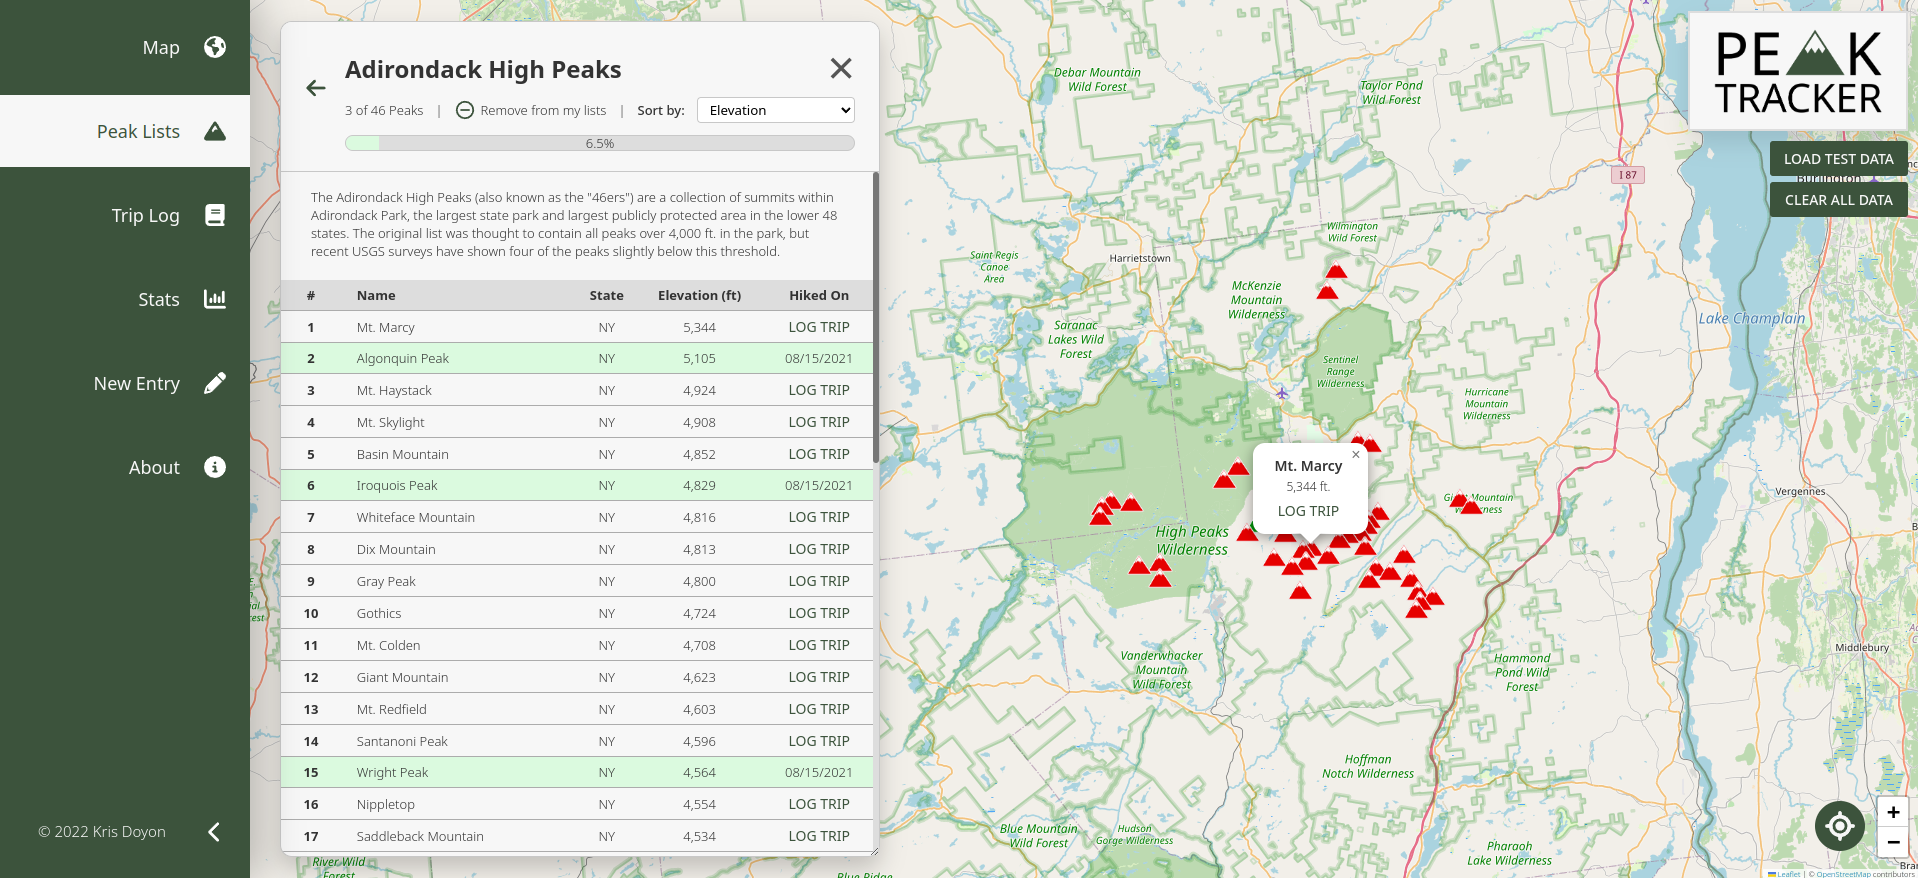 Map
Peak Lists
Trip Log
Stats
New Entry
About
© 2022 Kris Doyon
Adirondack High Peaks
3 of 46 Peaks | Remove from my lists | Sort by: Elevation
6.5%
The Adirondack High Peaks (also known as the "46ers") are a collection of summits within
Adirondack Park, the largest state park and largest publicly protected area in the lower 48
states. The original list was thought to contain all peaks over 4,000 ft. in the park, but
recent USGS surveys have shown four of the peaks slightly below this threshold.
# Name State Elevation (ft) Hiked On
1 Mt. Marcy NY 5,344 LOG TRIP
2 Algonquin Peak NY 5,105 08/15/2021
3 Mt. Haystack NY 4,924 LOG TRIP
4 Mt. Skylight NY 4,908 LOG TRIP
5 Basin Mountain NY 4,852 LOG TRIP
6 Iroquois Peak NY 4,829 08/15/2021
7 Whiteface Mountain NY 4,816 LOG TRIP
8 Dix Mountain NY 4,813 LOG TRIP
9 Gray Peak NY 4,800 LOG TRIP
10 Gothics NY 4,724 LOG TRIP
11 Mt. Colden NY 4,708 LOG TRIP
12 Giant Mountain NY 4,623 LOG TRIP
13 Mt. Redfield NY 4,603 LOG TRIP
14 Santanoni Peak NY 4,596 LOG TRIP
15 Wright Peak NY 4,564 08/15/2021
16 Nippletop NY 4,554 LOG TRIP
17 Saddleback Mountain NY 4,534 LOG TRIP
PEAK
TRACKER
LOAD TEST DATA
Burlington
CLEAR ALL DATA
Debar Mountain
Wild Forest
Taylor Pond
Wild Forest
I 87
Wilmington
Wild Forest
Saint Regis
Canoe
Area
Harrietstown
McKenzie
Mountain
Wilderness
Saranac
Lakes Wild
Forest
Lake Champlain
Sentinel
Range
Wilderness
Hurricane
Mountain
Wilderness
Mt. Marcy
×
5,344 ft.
LOG TRIP
Vergennes
High Peaks
Wilderness
Middlebury
Vanderwhacker
Mountain
Wild Forest
Hammond
Pond Wild
Forest
Hoffman
Notch Wilderness
Blue Mountain
Wild Forest
Hudson
Gorge Wilderness
Pharaoh
Lake Wilderness
River Wild
Forest
Blue Ridge
+
−
Leaflet | © OpenStreetMap contributors